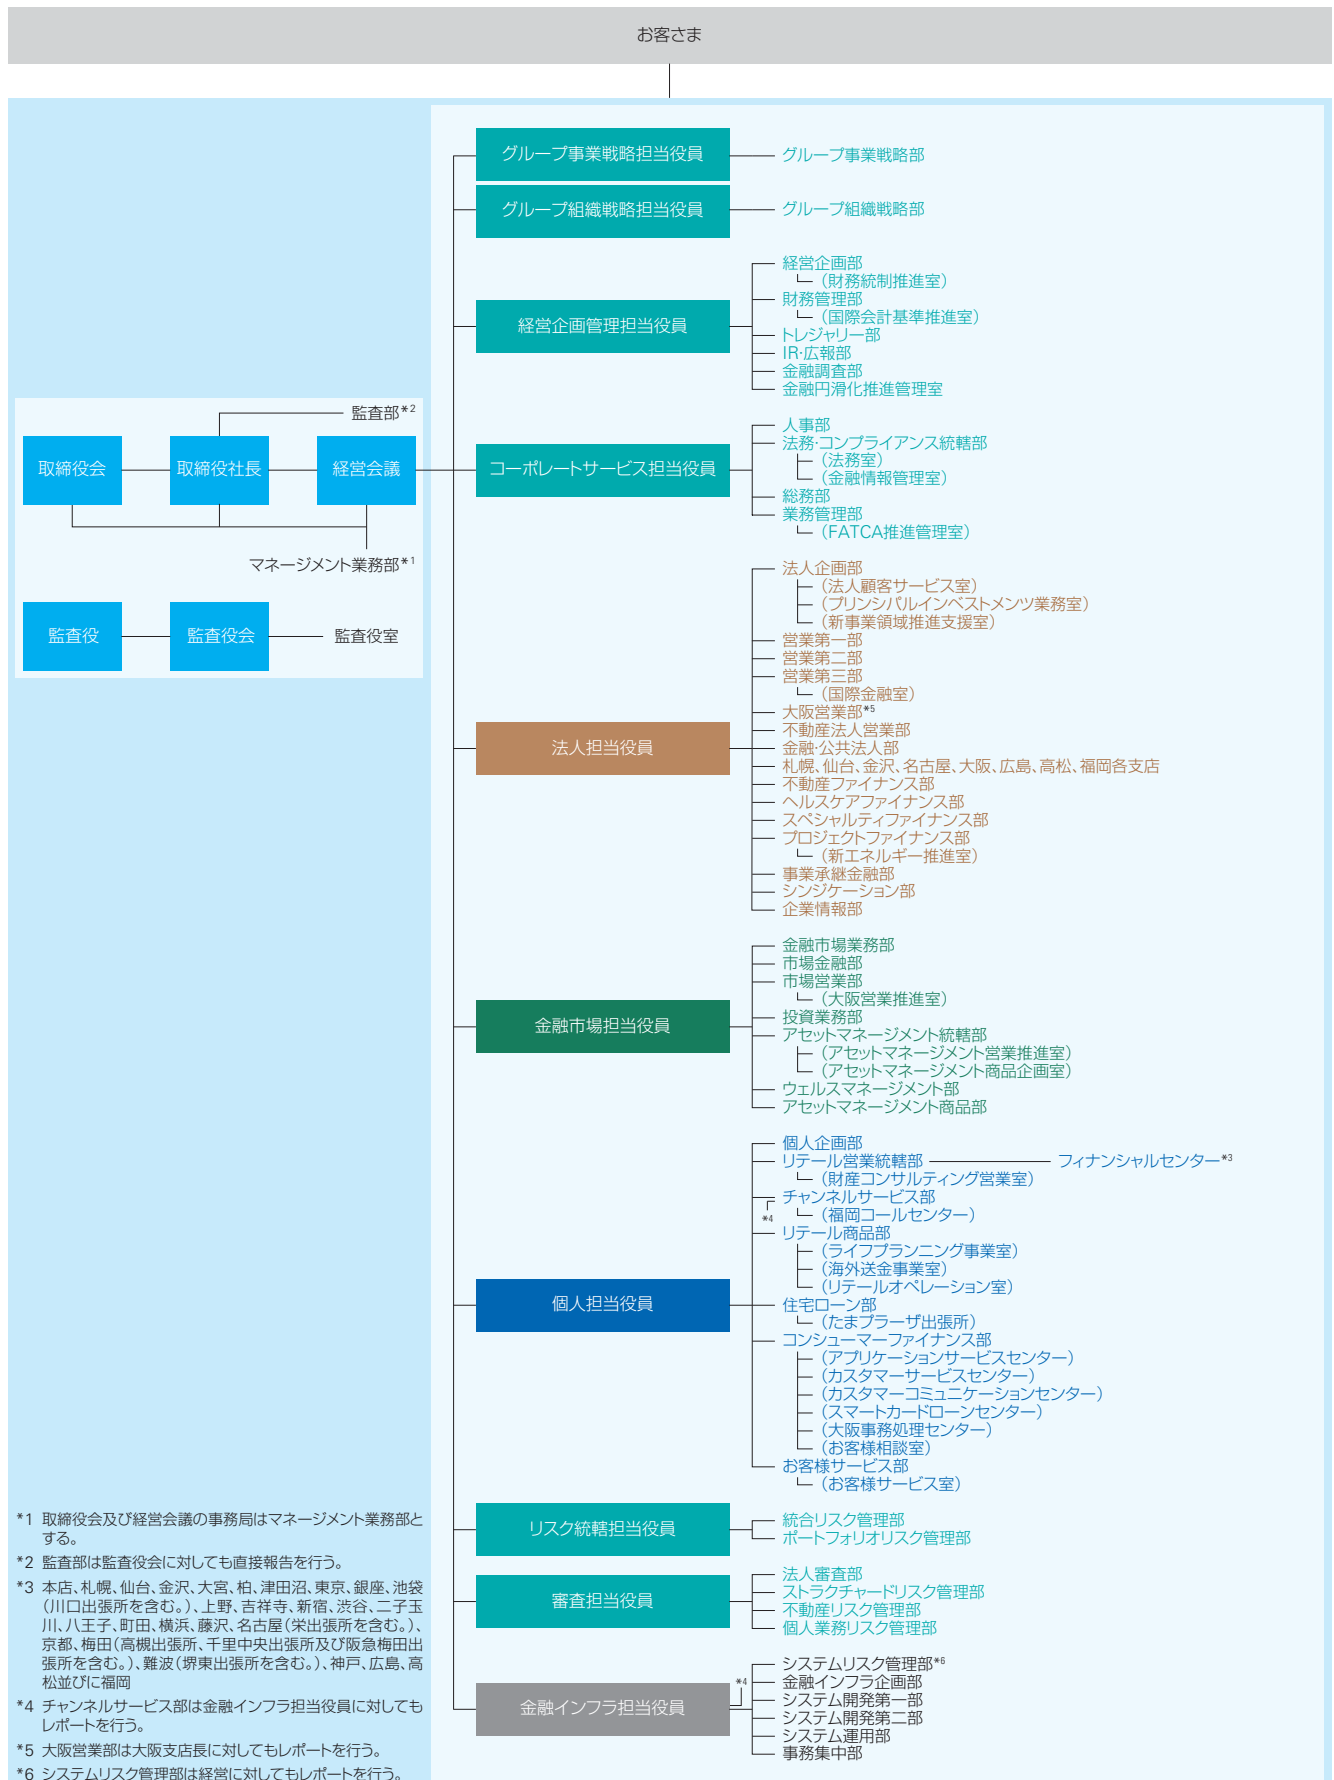 お客さま
グループ事業戦略担当役員
グループ事業戦略部
グループ組織戦略担当役員
グループ組織戦略部
経営企画管理担当役員
経営企画部
（財務統制推進室）
財務管理部
（国際会計基準推進室）
トレジャリー部
IR・広報部
金融調査部
金融円滑化推進管理室
監査部*2
取締役会
取締役社長
経営会議
マネージメント業務部*1
監査役
監査役会
監査役室
コーポレートサービス担当役員
人事部
法務・コンプライアンス統轄部
（法務室）
（金融情報管理室）
総務部
業務管理部
（FATCA推進管理室）
法人担当役員
法人企画部
（法人顧客サービス室）
（プリンシパルインベストメンツ業務室）
（新事業領域推進支援室）
営業第一部
営業第二部
営業第三部
（国際金融室）
大阪営業部*5
不動産法人営業部
金融・公共法人部
札幌、仙台、金沢、名古屋、大阪、広島、高松、福岡各支店
不動産ファイナンス部
ヘルスケアファイナンス部
スペシャルティファイナンス部
プロジェクトファイナンス部
（新エネルギー推進室）
事業承継金融部
シンジケーション部
企業情報部
金融市場担当役員
金融市場業務部
市場金融部
市場営業部
（大阪営業推進室）
投資業務部
アセットマネージメント統轄部
（アセットマネージメント営業推進室）
（アセットマネージメント商品企画室）
ウェルスマネージメント部
アセットマネージメント商品部
個人担当役員
個人企画部
リテール営業統轄部 フィナンシャルセンター*3
（財産コンサルティング営業室）
チャンネルサービス部
*4 （福岡コールセンター）
リテール商品部
（ライフプランニング事業室）
（海外送金事業室）
（リテールオペレーション室）
住宅ローン部
（たまプラーザ出張所）
コンシューマーファイナンス部
（アプリケーションサービスセンター）
（カスタマーサービスセンター）
（カスタマーコミュニケーションセンター）
（スマートカードローンセンター）
（大阪事務処理センター）
（お客様相談室）
お客様サービス部
（お客様サービス室）
リスク統轄担当役員
統合リスク管理部
ポートフォリオリスク管理部
審査担当役員
法人審査部
ストラクチャードリスク管理部
不動産リスク管理部
個人業務リスク管理部
金融インフラ担当役員
*4
システムリスク管理部*6
金融インフラ企画部
システム開発第一部
システム開発第二部
システム運用部
事務集中部
*1 取締役会及び経営会議の事務局はマネージメント業務部と
する。
*2 監査部は監査役会に対しても直接報告を行う。
*3 本店、札幌、仙台、金沢、大宮、柏、津田沼、東京、銀座、池袋
（川口出張所を含む。）、上野、吉祥寺、新宿、渋谷、二子玉
川、八王子、町田、横浜、藤沢、名古屋（栄出張所を含む。）、
京都、梅田（高槻出張所、千里中央出張所及び阪急梅田出
張所を含む。）、難波（堺東出張所を含む。）、神戸、広島、高
松並びに福岡
*4 チャンネルサービス部は金融インフラ担当役員に対しても
レポートを行う。
*5 大阪営業部は大阪支店長に対してもレポートを行う。
*6 システムリスク管理部は経営に対してもレポートを行う。